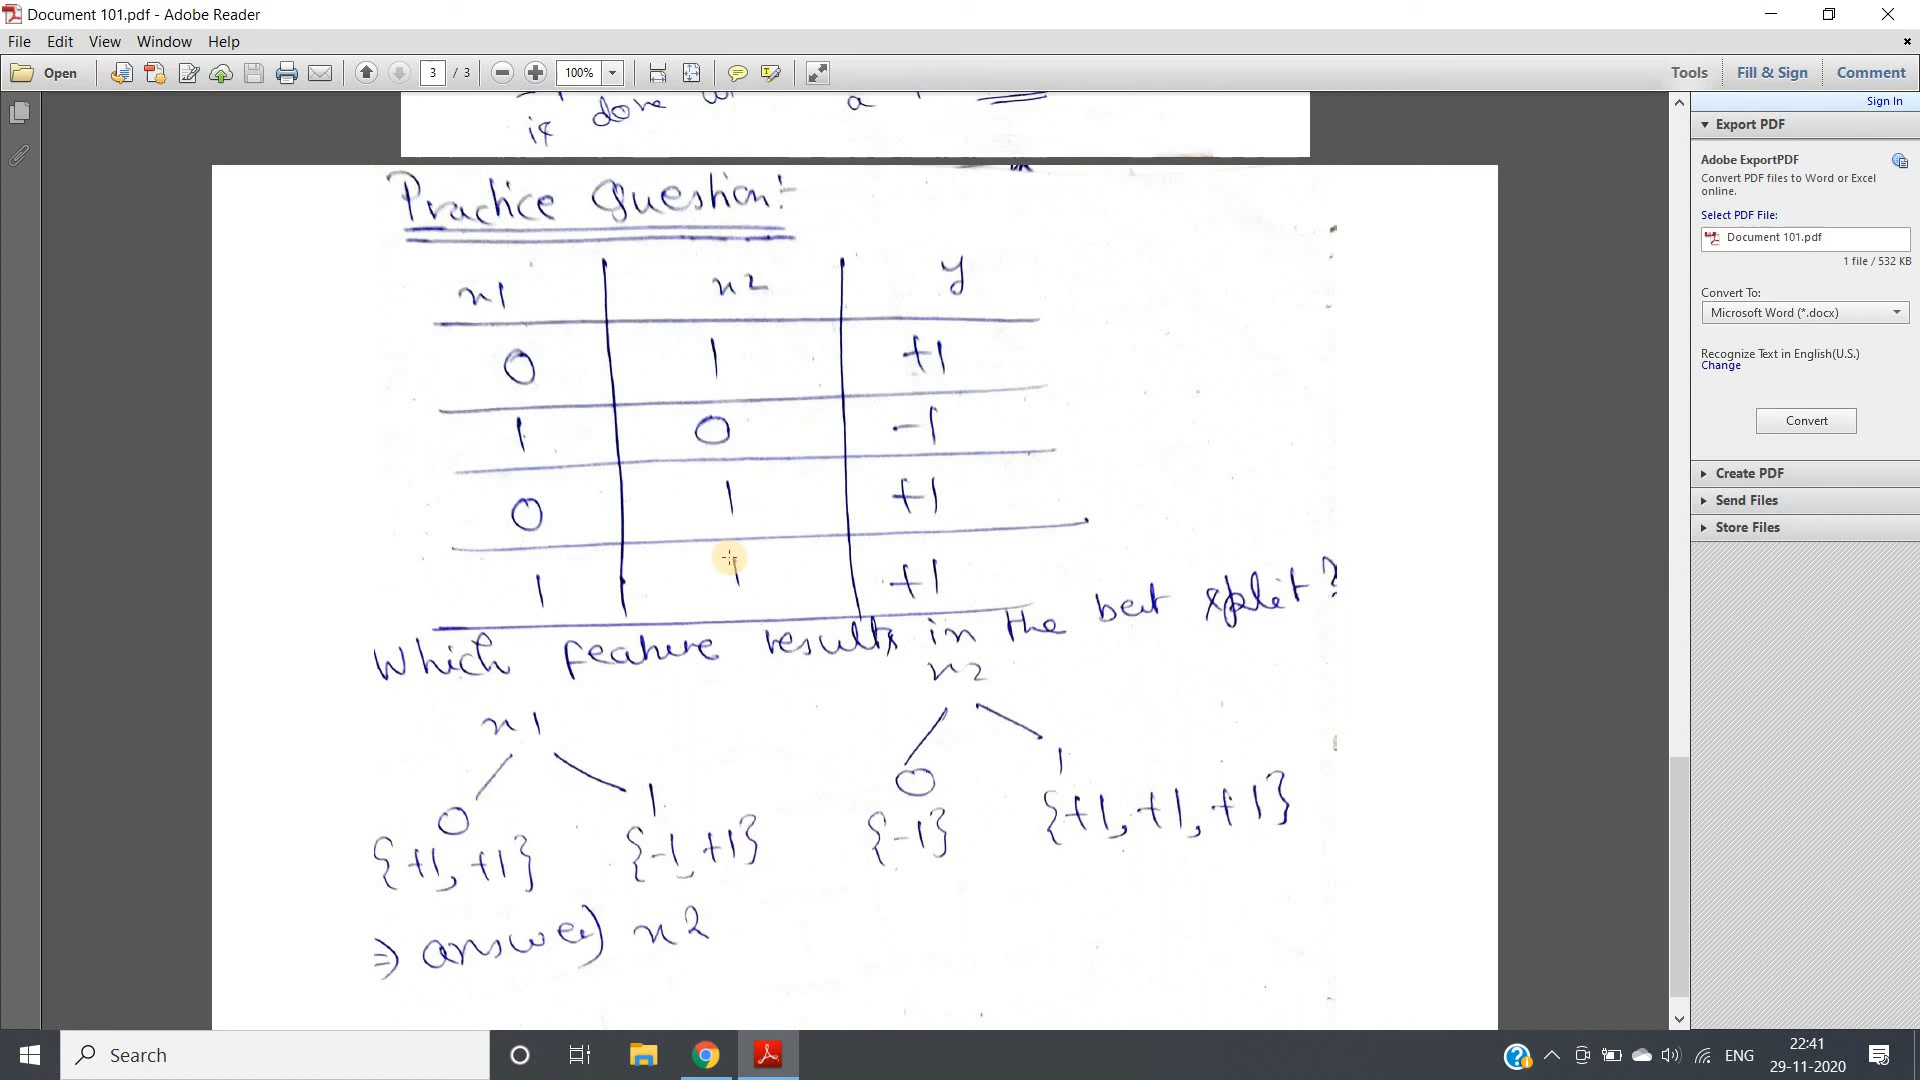 Document 101.pdf - Adobe Reader
File Edit View Window Help
Open 3 / 3 100% Tools Fill & Sign Comment
Sign In
Export PDF
Adobe ExportPDF
Convert PDF files to Word or Excel
online.
Select PDF File:
Document 101.pdf
1 file / 532 KB
Convert To:
Microsoft Word (*.docx)
Recognize Text in English(U.S.)
Change
Convert
Create PDF
Send Files
Store Files
is done a
Practice Question:-
x1 x2 y
0 1 +1
1 0 -1
0 1 +1
1 1 +1
Which feature results in the best split?
x1 x2
0 1 0 1
{+1, +1} {-1, +1} {-1} {+1, +1, +1}
⇒ answer) x2
Search
ENG
22:41
29-11-2020